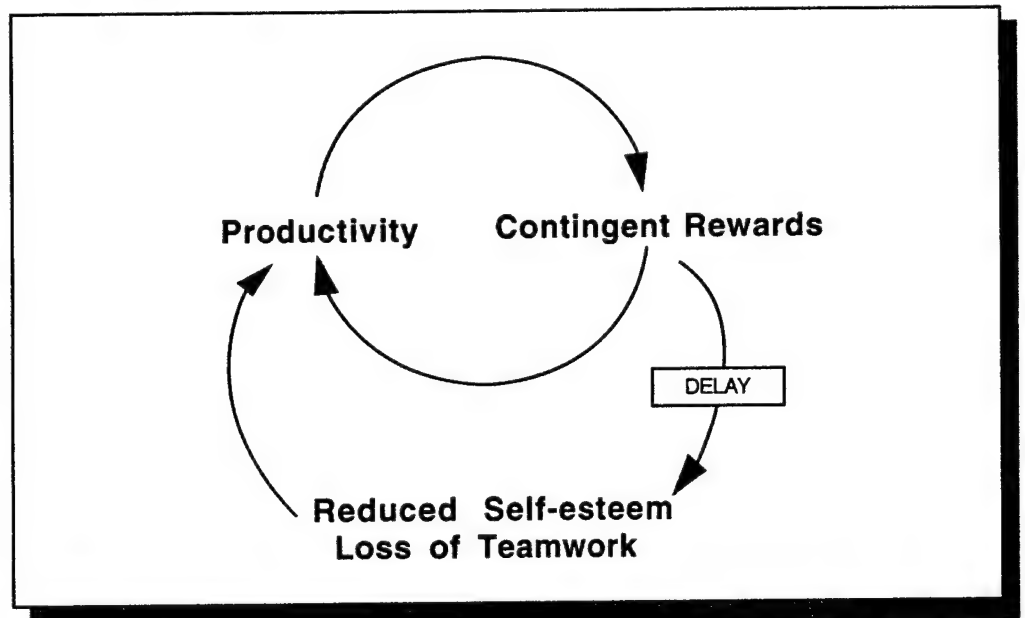 Productivity
Contingent Rewards
DELAY
Reduced Self-esteem
Loss of Teamwork